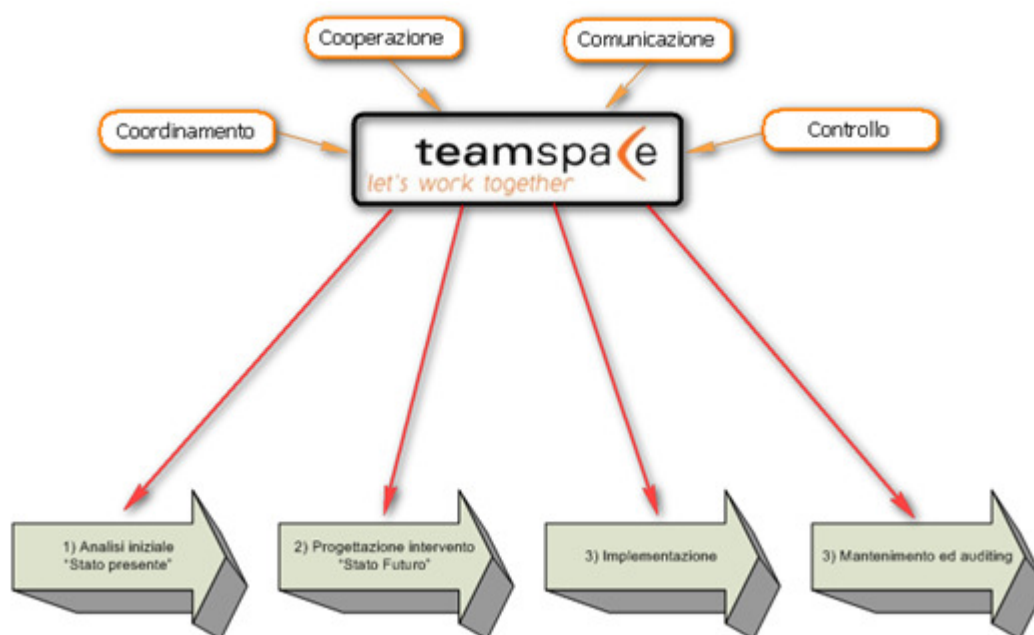 Cooperazione
Comunicazione
Coordinamento
Controllo
teamspace
let's work together
1) Analisi iniziale
"Stato presente"
2) Progettazione intervento
"Stato Futuro"
3) Implementazione
3) Mantenimento ed auditing